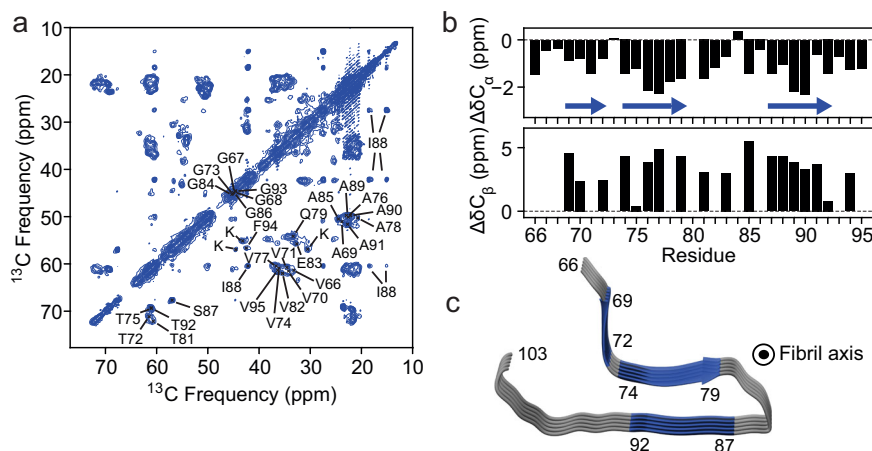 a
10
20
30
40
50
60
70
¹³C Frequency (ppm)
70 60 50 40 30 20 10
¹³C Frequency (ppm)
I88
G67
G73
G84
G93
G68
G86
F94
K
K
I88
V77
V71
V95
V74
V82
V70
V66
E83
K
Q79
A85
A89
A76
A90
A78
A91
A69
I88
S87
T75
T92
T72
T81
b
ΔδCα (ppm)
0
−2
ΔδCβ (ppm)
5
0
66 70 75 80 85 90 95
Residue
c
66
69
72
103
74
79
Fibril axis
92
87